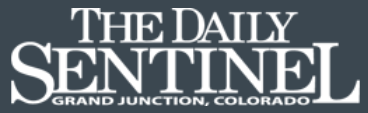 THE DAILY
SENTINEL
GRAND JUNCTION, COLORADO